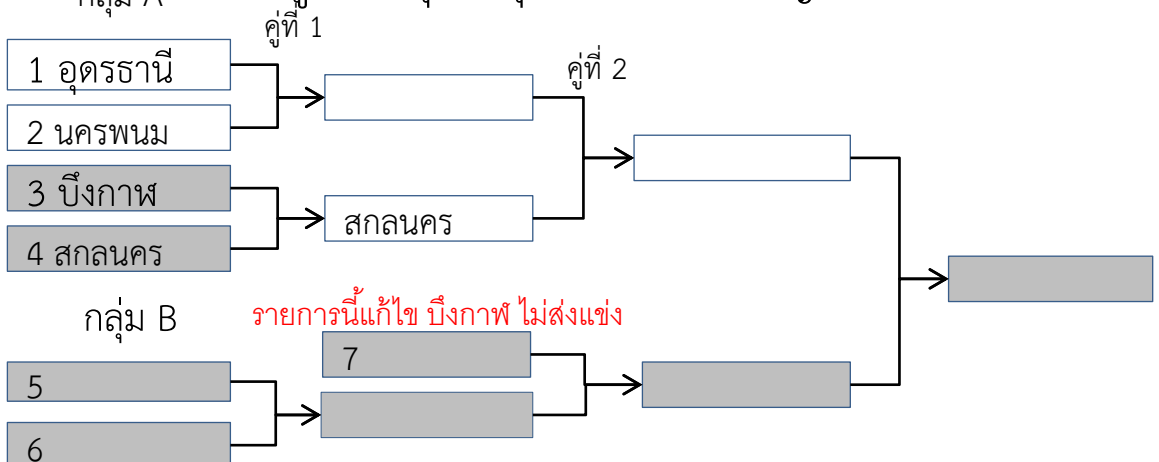 กลุ่ม A
คู่ที่ 1
1 อุดรธานี
คู่ที่ 2
2 นครพนม
3 บึงกาฬ
สกลนคร
4 สกลนคร
กลุ่ม B
รายการนี้แก้ไข บึงกาฬ ไม่ส่งแข่ง
7
5
6